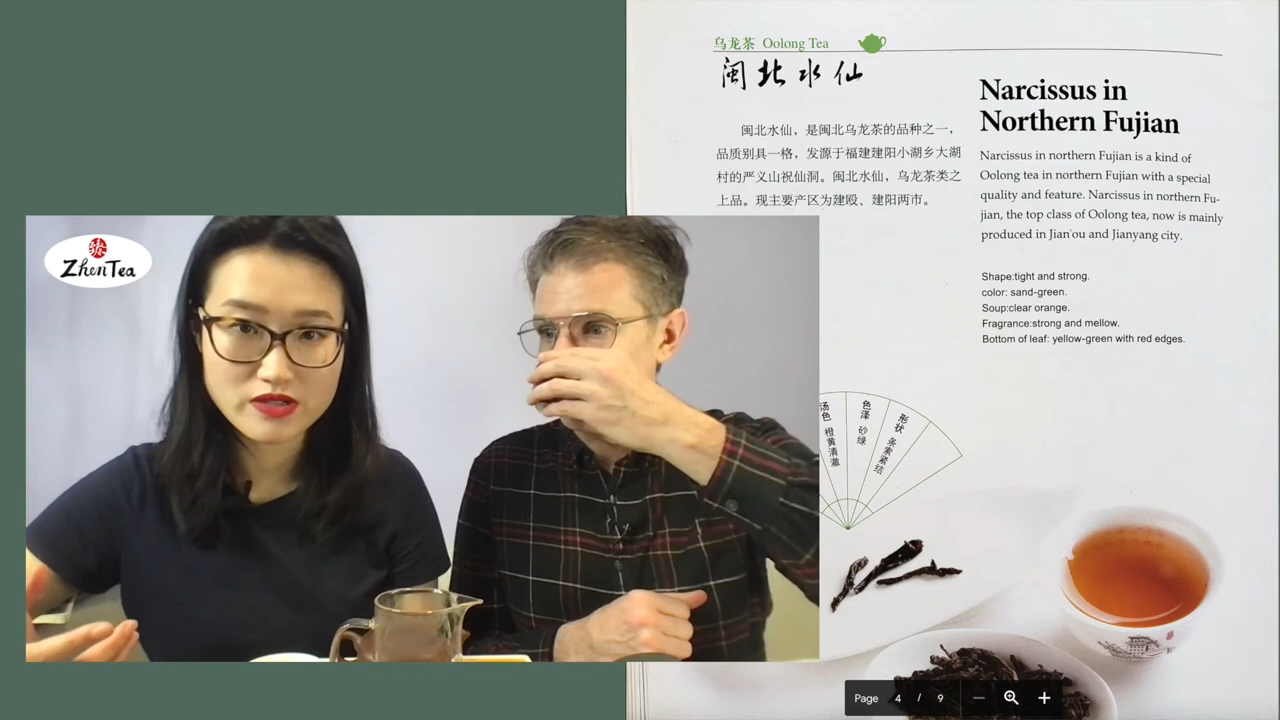 乌龙茶 Oolong Tea
闽北水仙
闽北水仙，是闽北乌龙茶的品种之一，
品质别具一格，发源于福建建阳小湖乡大湖
村的严义山祝仙洞。闽北水仙，乌龙茶类之
上品。现主要产区为建瓯、建阳两市。
Narcissus in
Northern Fujian
Narcissus in northern Fujian is a kind of
Oolong tea in northern Fujian with a special
quality and feature. Narcissus in northern Fu-
jian, the top class of Oolong tea, now is mainly
produced in Jian'ou and Jianyang city.
Shape:tight and strong.
color: sand-green.
Soup:clear orange.
Fragrance:strong and mellow.
Bottom of leaf: yellow-green with red edges.
臻
Zhen Tea
汤色 橙黄清澈
色泽 砂绿
形状 条索紧结
Page 4 / 9